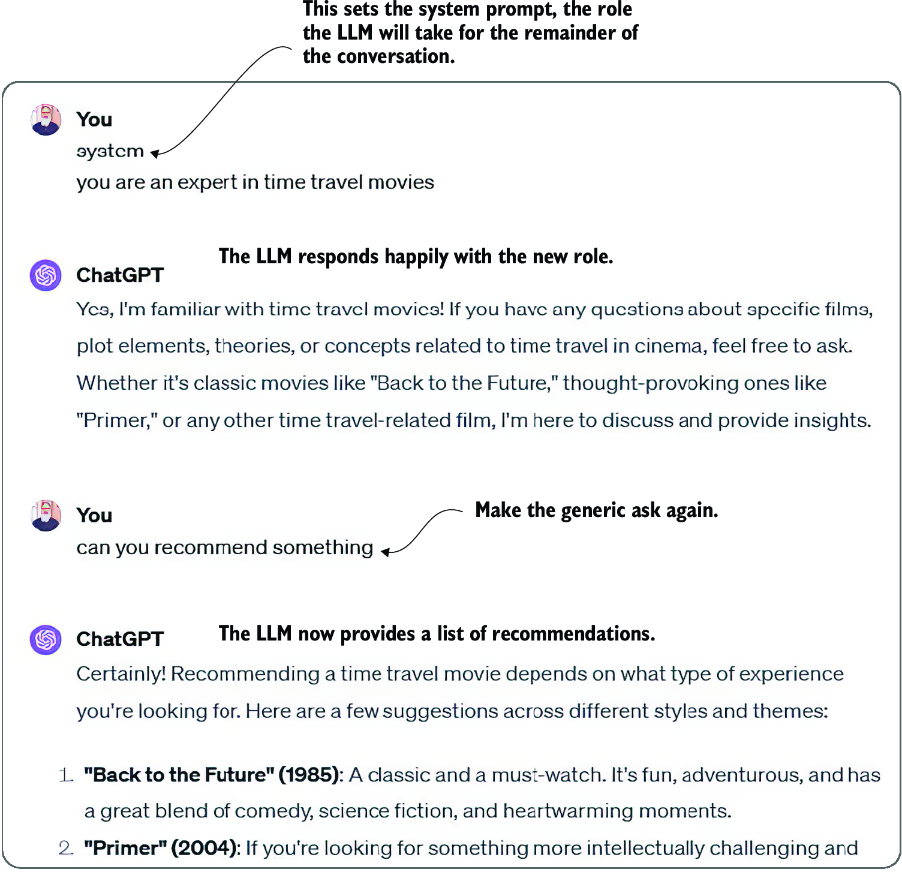 This sets the system prompt, the role
the LLM will take for the remainder of
the conversation.
You
system
you are an expert in time travel movies
The LLM responds happily with the new role.
ChatGPT
Yes, I'm familiar with time travel movies! If you have any questions about specific films,
plot elements, theories, or concepts related to time travel in cinema, feel free to ask.
Whether it's classic movies like "Back to the Future," thought-provoking ones like
"Primer," or any other time travel-related film, I'm here to discuss and provide insights.
You
Make the generic ask again.
can you recommend something
ChatGPT
The LLM now provides a list of recommendations.
Certainly! Recommending a time travel movie depends on what type of experience
you're looking for. Here are a few suggestions across different styles and themes:
1. "Back to the Future" (1985): A classic and a must-watch. It's fun, adventurous, and has
a great blend of comedy, science fiction, and heartwarming moments.
2. "Primer" (2004): If you're looking for something more intellectually challenging and